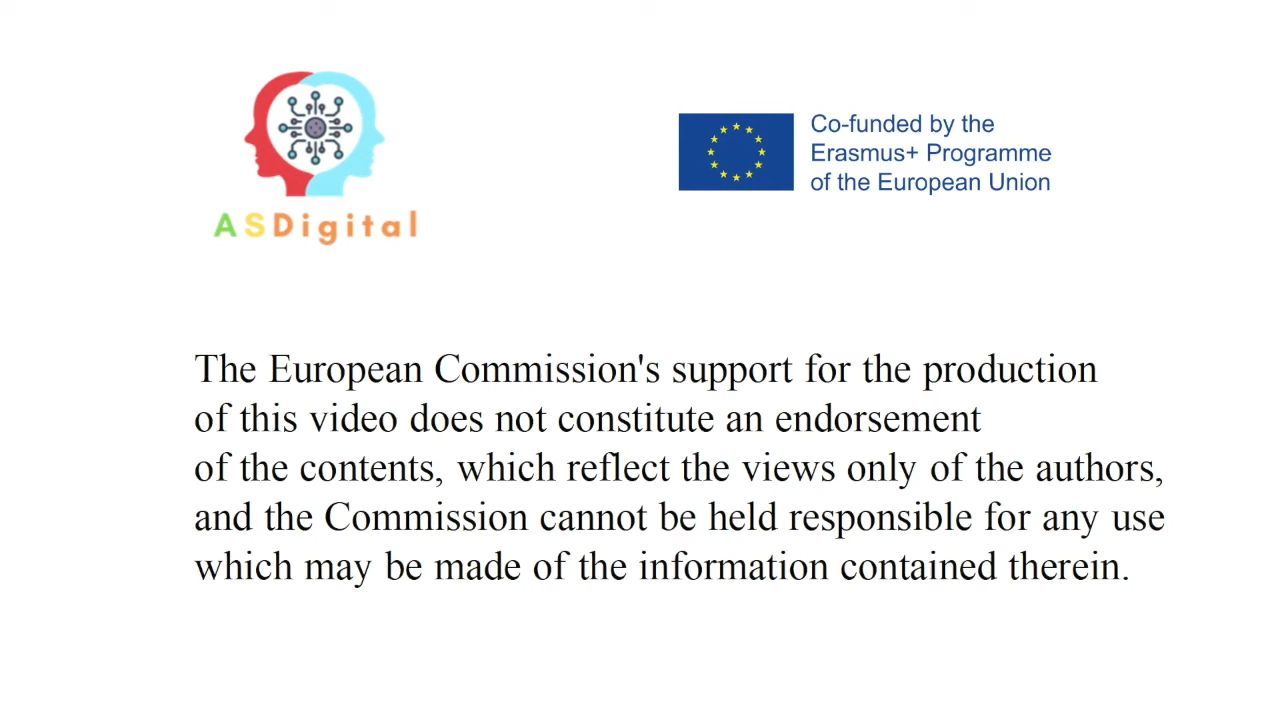 ASDigital
Co-funded by the
Erasmus+ Programme
of the European Union
The European Commission's support for the production
of this video does not constitute an endorsement
of the contents, which reflect the views only of the authors,
and the Commission cannot be held responsible for any use
which may be made of the information contained therein.